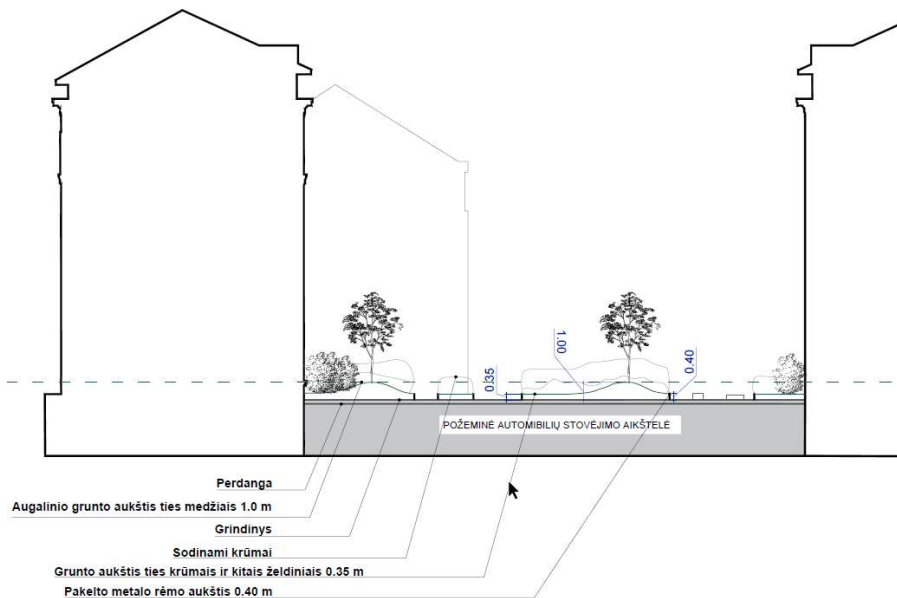 0.35
1.00
0.40
POŽEMINĖ AUTOMIBILIŲ STOVĖJIMO AIKŠTELĖ
Perdanga
Augalinio grunto aukštis ties medžiais 1.0 m
Grindinys
Sodinami krūmai
Grunto aukštis ties krūmais ir kitais želdiniais 0.35 m
Pakelto metalo rėmo aukštis 0.40 m